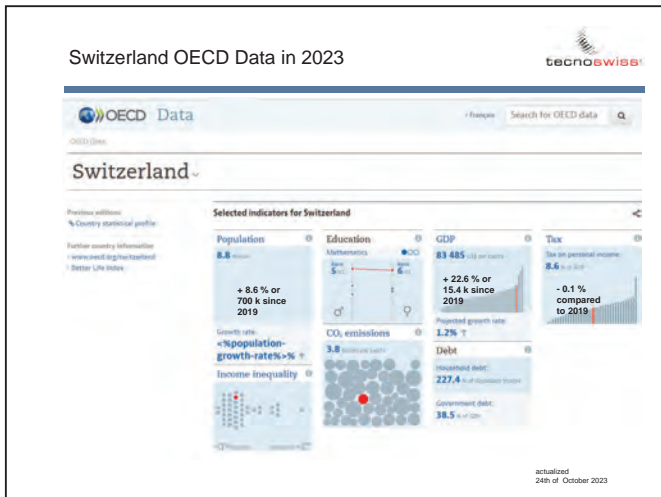 Switzerland OECD Data in 2023
tecnoswiss
OECD Data
Français
Search for OECD data
Switzerland
Previous editions
Country statistical profile
Further country information
www.oecd.org/switzerland
Better Life Index
Selected indicators for Switzerland
Population
8.8
+ 8.6 % or
700 k since
2019
Growth rate:
<%population-
growth-rate%>% ↑
Income inequality
Education
Mathematics
5
6
♂ ♀
CO₂ emissions
3.8
GDP
83 485
+ 22.6 % or
15.4 k since
2019
Projected growth rate:
1.2% ↑
Debt
Household debt:
227.4
Government debt:
38.5
Tax
Tax on personal income:
8.6
- 0.1 %
compared
to 2019
actualized
24th of October 2023